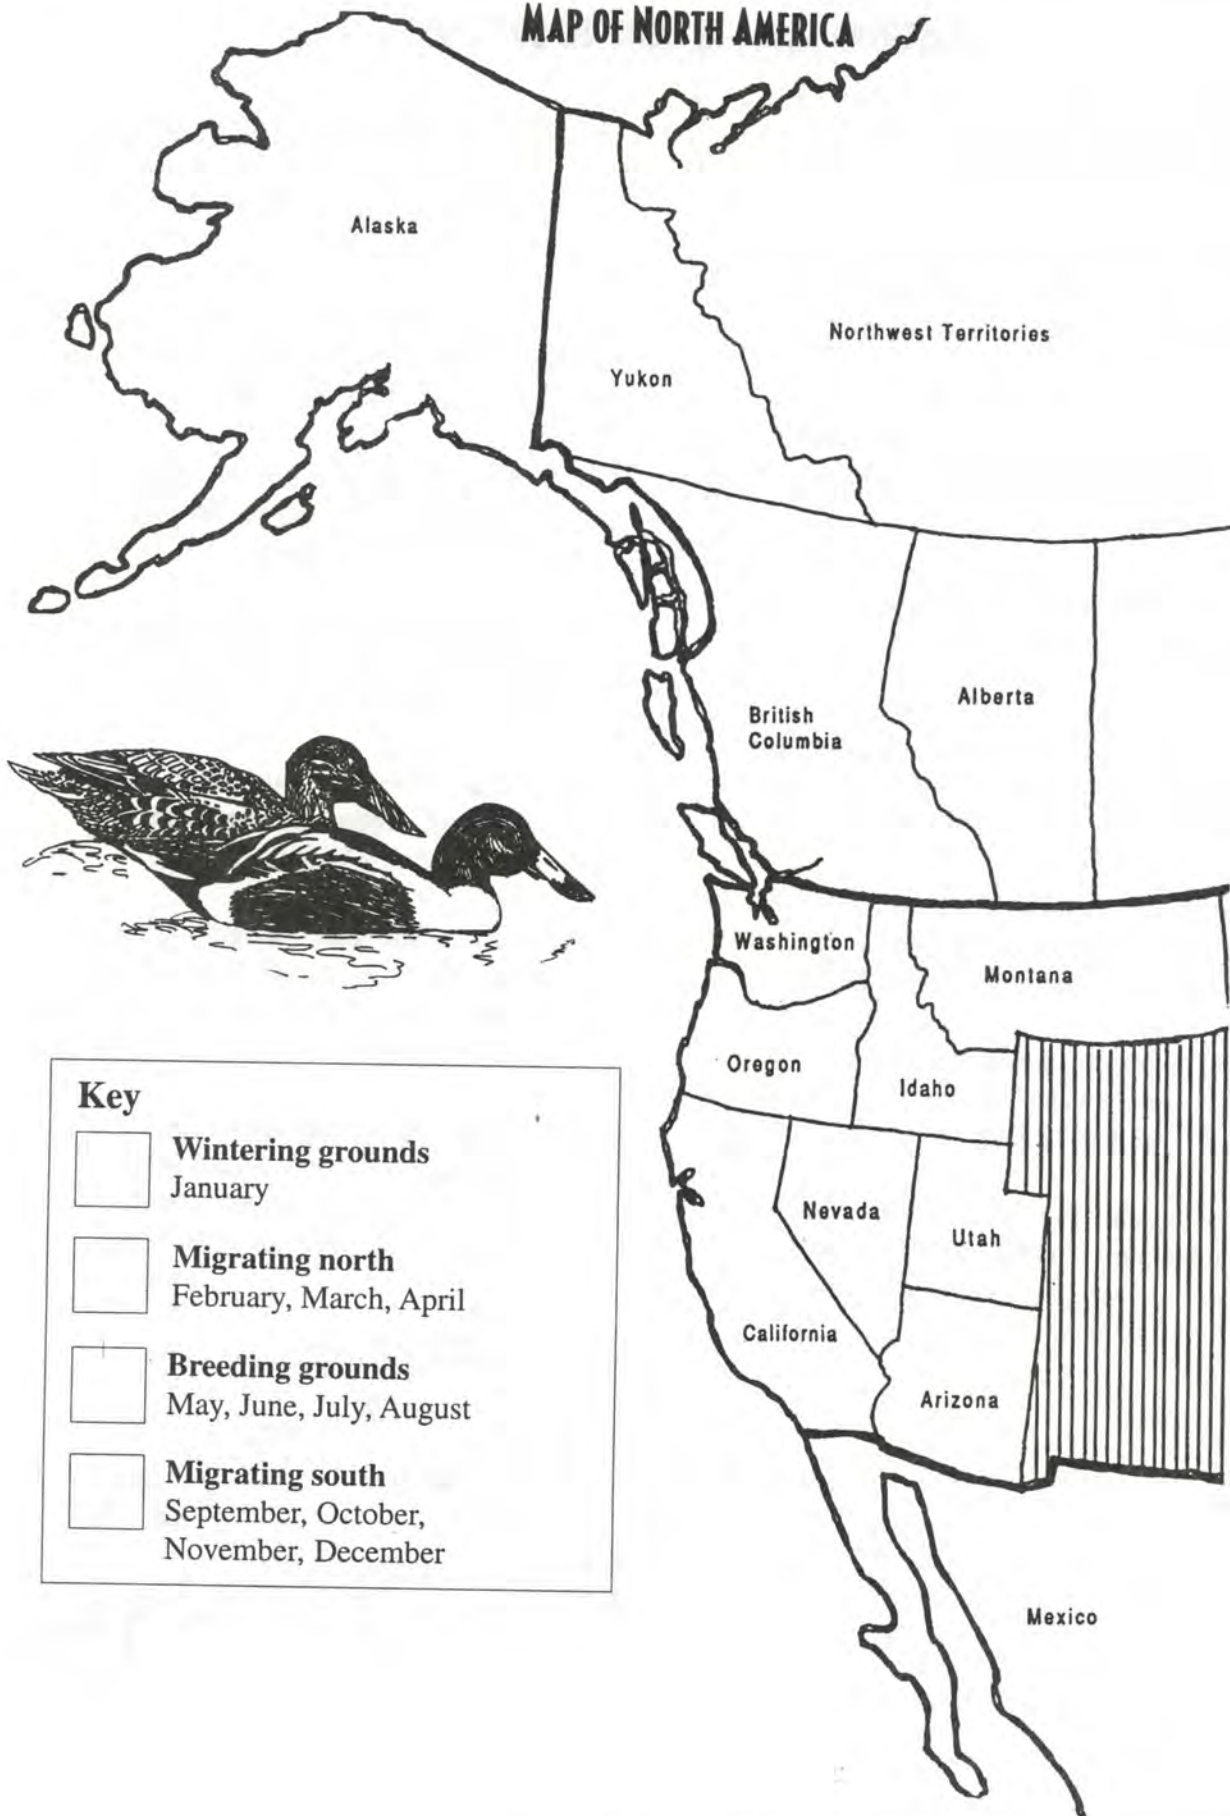 MAP OF NORTH AMERICA
Alaska
Northwest Territories
Yukon
Alberta
British
Columbia
Washington
Montana
Oregon
Idaho
Nevada
Utah
California
Arizona
Mexico
Key
Wintering grounds
January
Migrating north
February, March, April
Breeding grounds
May, June, July, August
Migrating south
September, October,
November, December